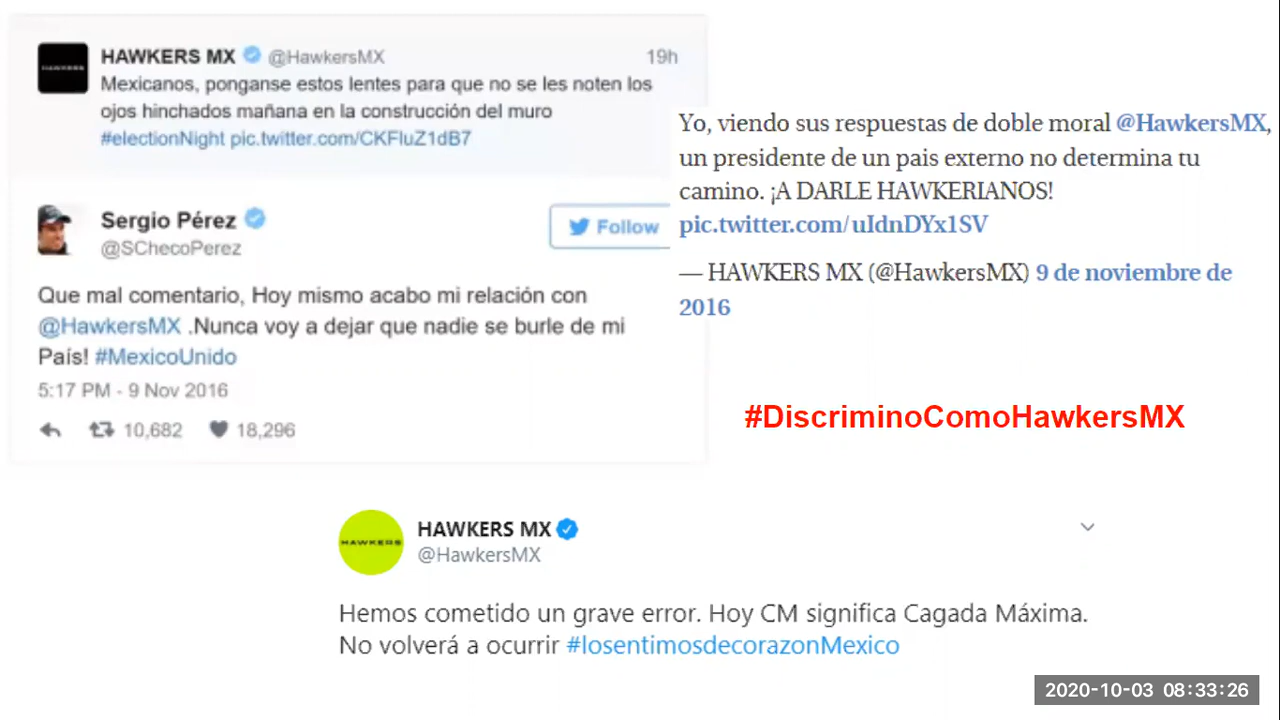 HAWKERS MX @HawkersMX 19h
Mexicanos, ponganse estos lentes para que no se les noten los
ojos hinchados mañana en la construcción del muro
#electionNight pic.twitter.com/CKFluZ1dB7
HAWKERS
Sergio Pérez
@SChecoPerez
Follow
Que mal comentario, Hoy mismo acabo mi relación con
@HawkersMX .Nunca voy a dejar que nadie se burle de mi
País! #MexicoUnido
5:17 PM - 9 Nov 2016
10,682 18,296
Yo, viendo sus respuestas de doble moral @HawkersMX,
un presidente de un pais externo no determina tu
camino. ¡A DARLE HAWKERIANOS!
pic.twitter.com/uIdnDYx1SV
— HAWKERS MX (@HawkersMX) 9 de noviembre de
2016
#DiscriminoComoHawkersMX
HAWKERS
HAWKERS MX
@HawkersMX
Hemos cometido un grave error. Hoy CM significa Cagada Máxima.
No volverá a ocurrir #losentimosdecorazonMexico
2020-10-03 08:33:26